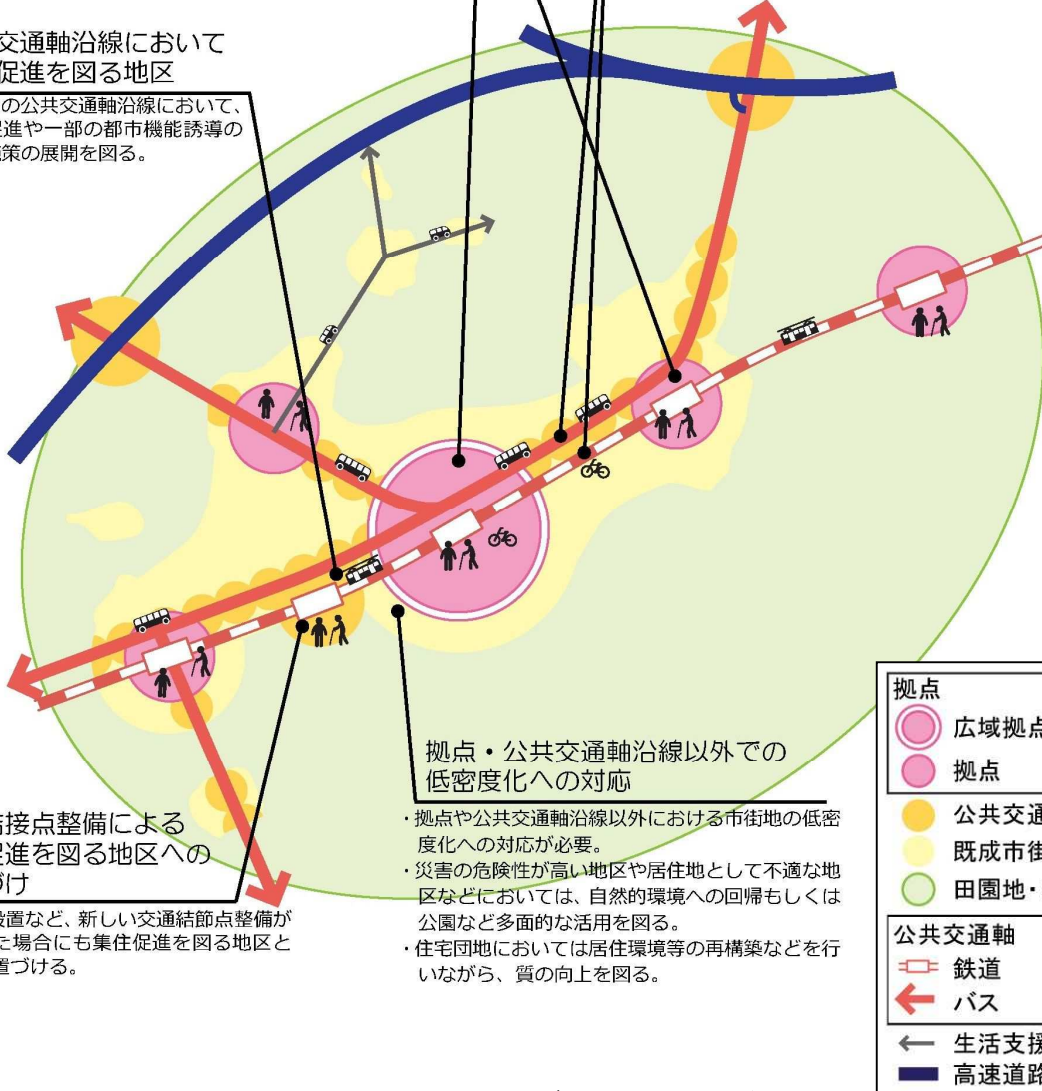 交通軸沿線において
促進を図る地区
の公共交通軸沿線において、
進や一部の都市機能誘導の
策の展開を図る。
拠点・公共交通軸沿線以外での
低密度化への対応
・拠点や公共交通軸沿線以外における市街地の低密
度化への対応が必要。
・災害の危険性が高い地区や居住地として不適な地
区などにおいては、自然的環境への回帰もしくは
公園など多面的な活用を図る。
・住宅団地においては居住環境等の再構築などを行
いながら、質の向上を図る。
結接点整備による
促進を図る地区への
づけ
設置など、新しい交通結節点整備が
た場合にも集住促進を図る地区と
置づける。
拠点
広域拠点
拠点
公共交通
既成市街
田園地・
公共交通軸
鉄道
バス
生活支援
高速道路